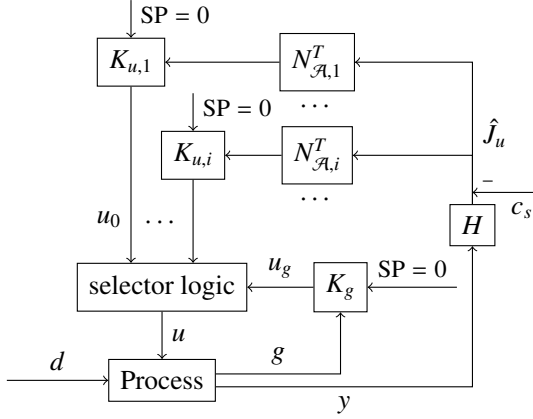 SP = 0
K_{u,1}
N^T_{𝒜,1}
...
SP = 0
Ĵ_u
K_{u,i}
N^T_{𝒜,i}
...
–
c_s
u_0
...
H
u_g
SP = 0
selector logic
K_g
u
g
d
Process
y